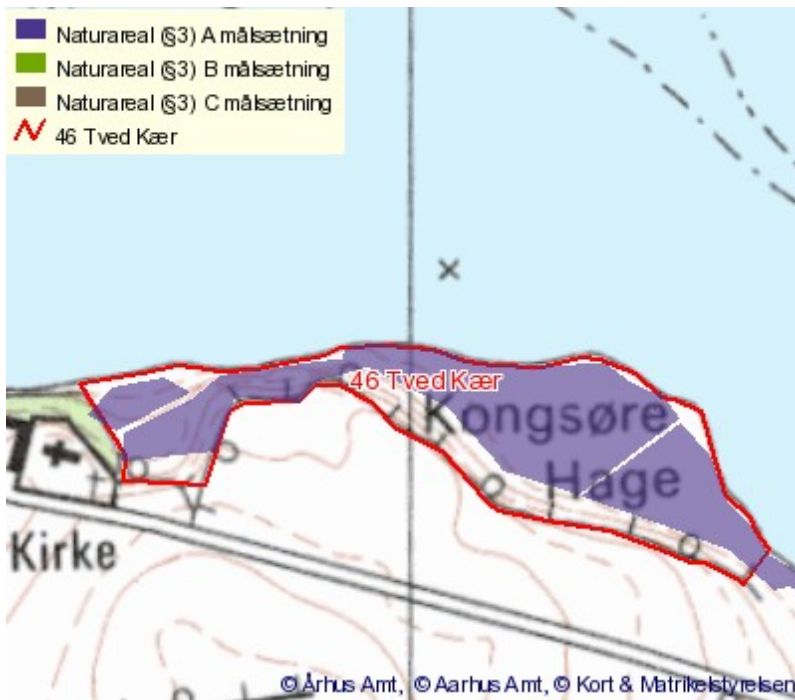 Naturareal (§3) A målsætning
Naturareal (§3) B målsætning
Naturareal (§3) C målsætning
46 Tved Kær
46 Tved Kær
Kongsøre
Hage
Kirke
© Århus Amt, © Aarhus Amt, © Kort & Matrikelstyrelsen